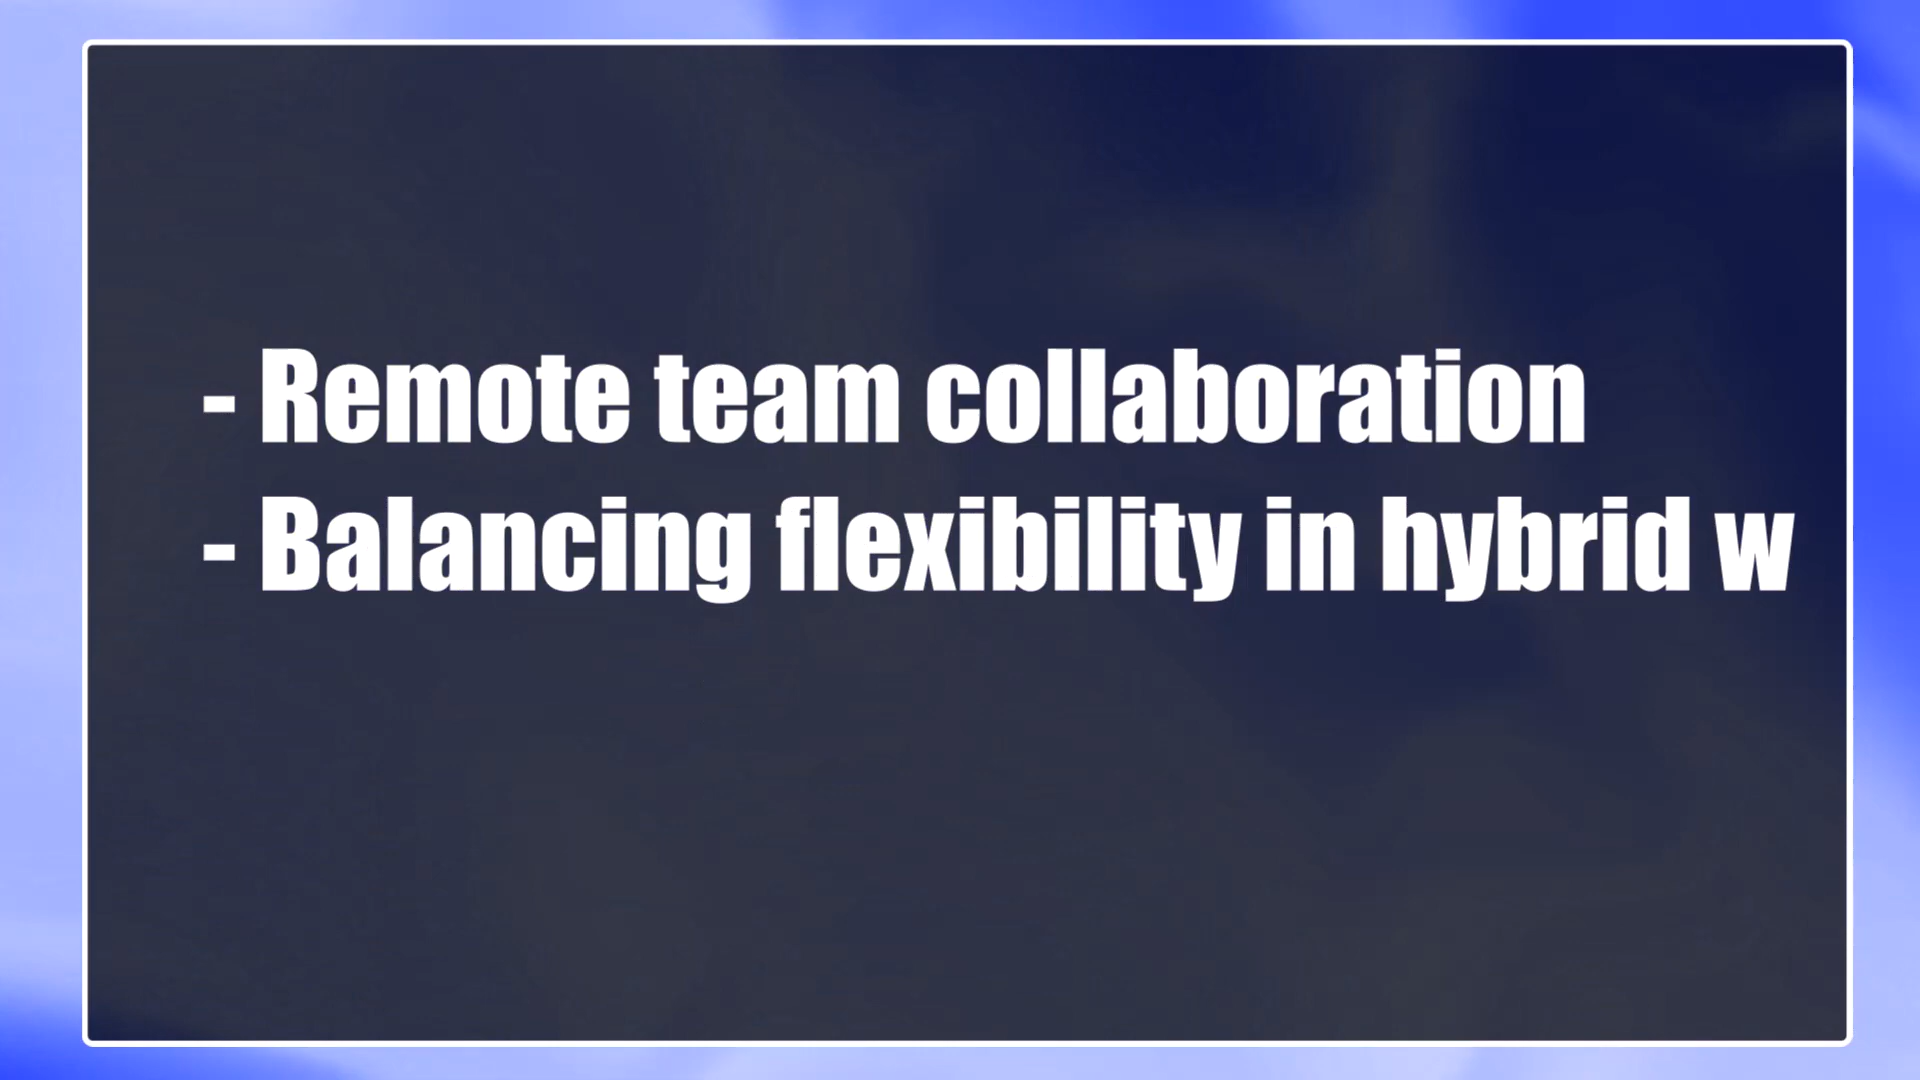 - Remote team collaboration
- Balancing flexibility in hybrid w